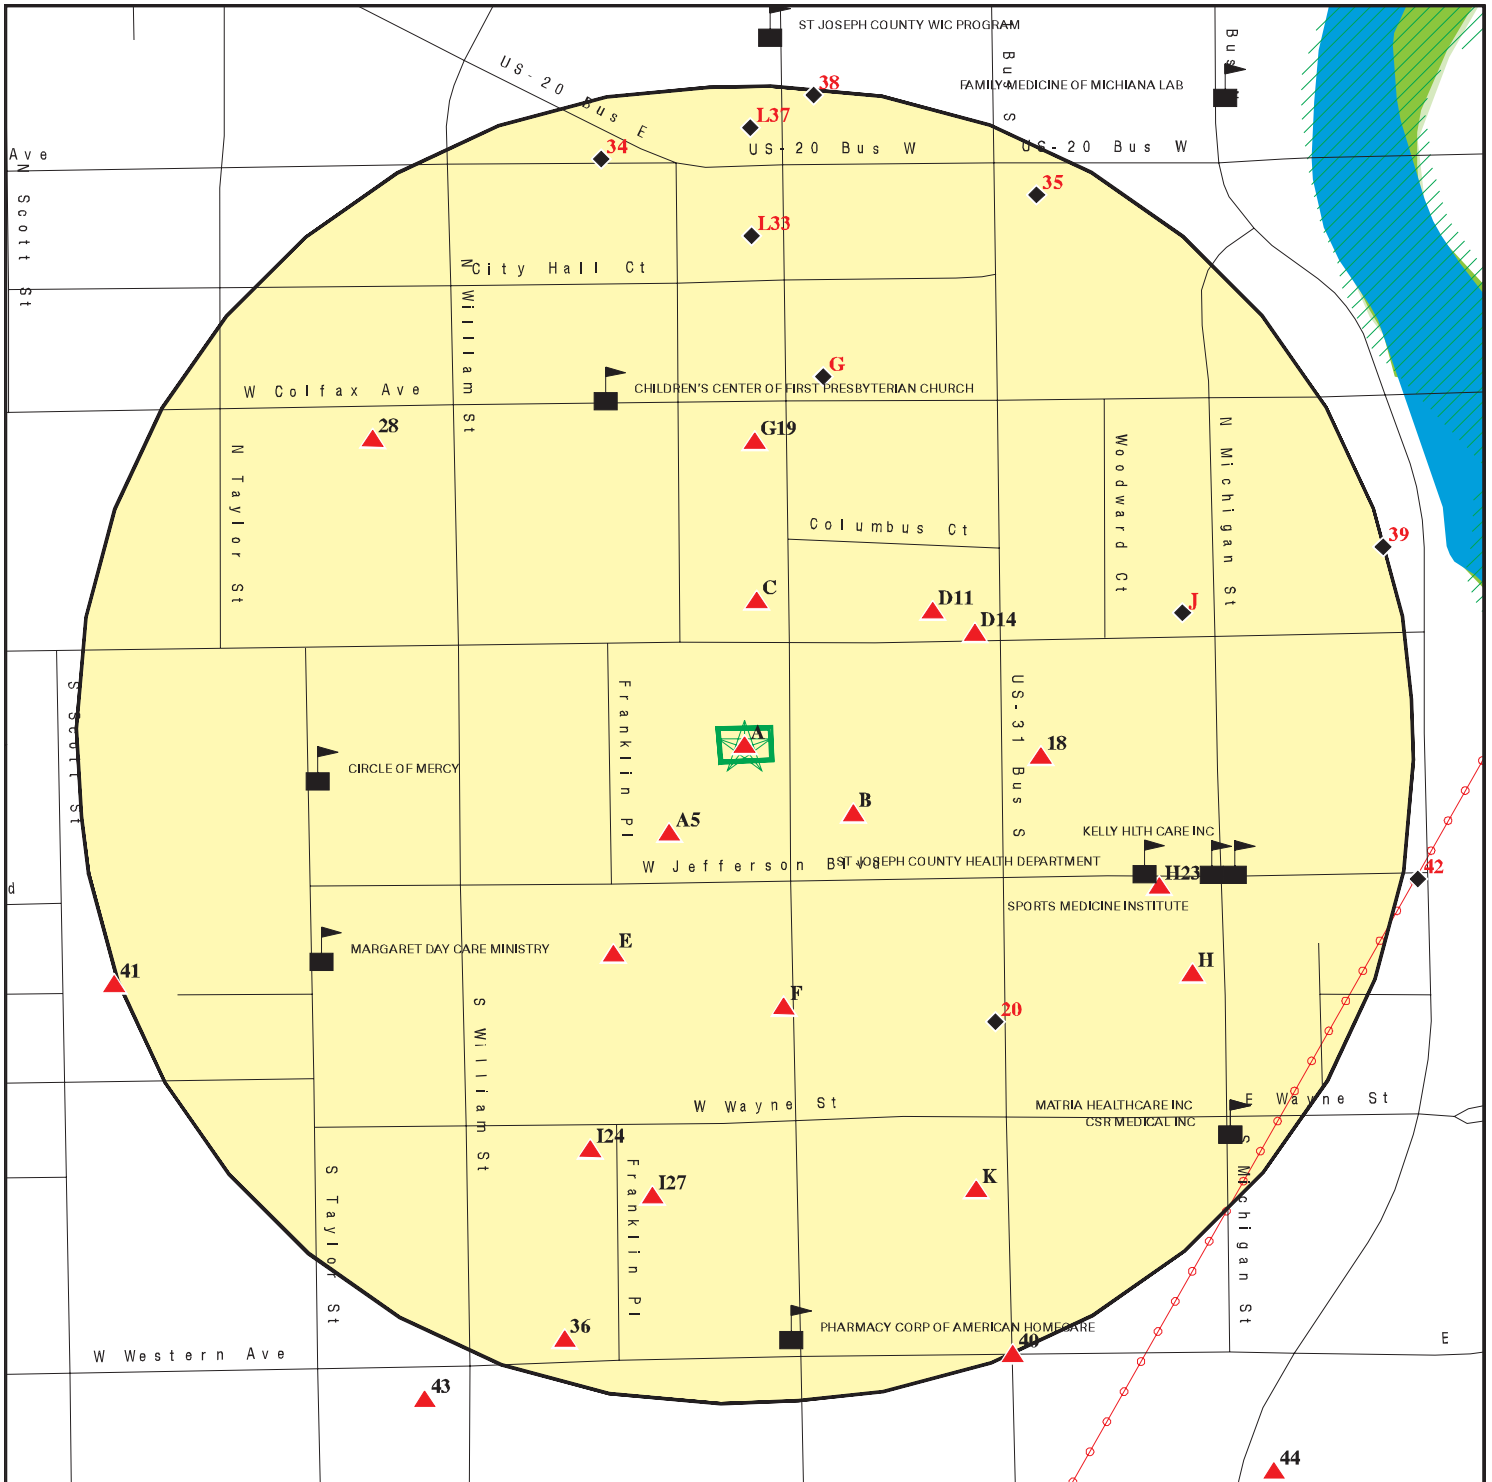 ST JOSEPH COUNTY WIC PROGRAM
Bus
US-20 Bus E
Bus S
FAMILY MEDICINE OF MICHIANA LAB
38
L37
34
US-20 Bus W
US-20 Bus W
Ave
N Scott St
35
L33
City Hall Ct
N William St
G
W Colfax Ave
CHILDREN'S CENTER OF FIRST PRESBYTERIAN CHURCH
28
G19
N Taylor St
Woodward Ct
N Michigan St
Columbus Ct
39
C
D11
D14
J
S Scott St
Franklin Pl
US-31 Bus S
A
18
CIRCLE OF MERCY
B
A5
KELLY HLTH CARE INC
W Jefferson Blvd
ST JOSEPH COUNTY HEALTH DEPARTMENT
H23
42
d
SPORTS MEDICINE INSTITUTE
MARGARET DAY CARE MINISTRY
E
H
41
F
S William St
20
W Wayne St
MATRIA HEALTHCARE INC
E Wayne St
CSR MEDICAL INC
I24
S Michigan St
I27
Franklin Pl
K
S Taylor St
36
PHARMACY CORP OF AMERICAN HOMECARE
40
E
W Western Ave
43
44